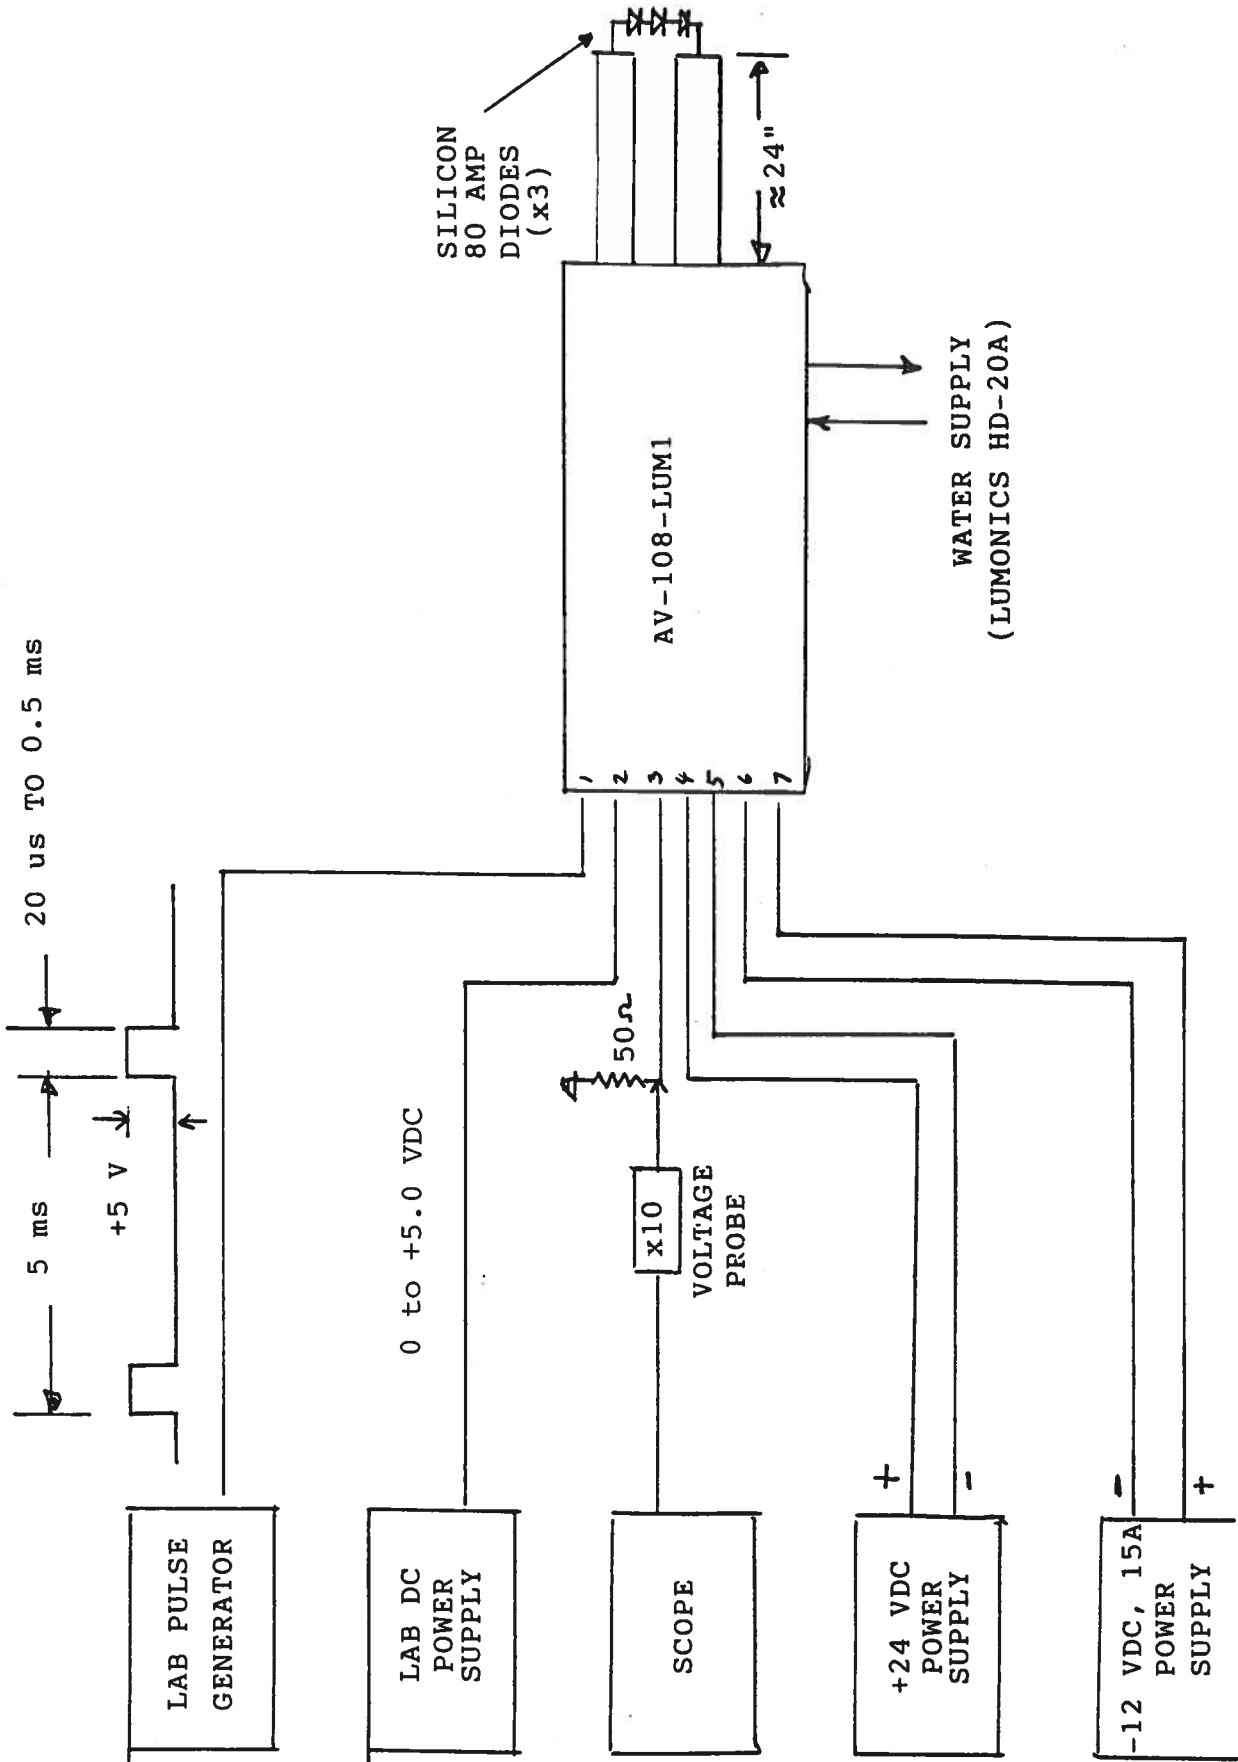 20 us TO 0.5 ms
5 ms
+5 V
LAB PULSE
GENERATOR
0 to +5.0 VDC
LAB DC
POWER
SUPPLY
50Ω
x10
VOLTAGE
PROBE
SCOPE
+
-
+24 VDC
POWER
SUPPLY
-
+
-12 VDC, 15A
POWER
SUPPLY
1
2
3
4
5
6
7
AV-108-LUM1
SILICON
80 AMP
DIODES
(x3)
≈24"
WATER SUPPLY
(LUMONICS HD-20A)